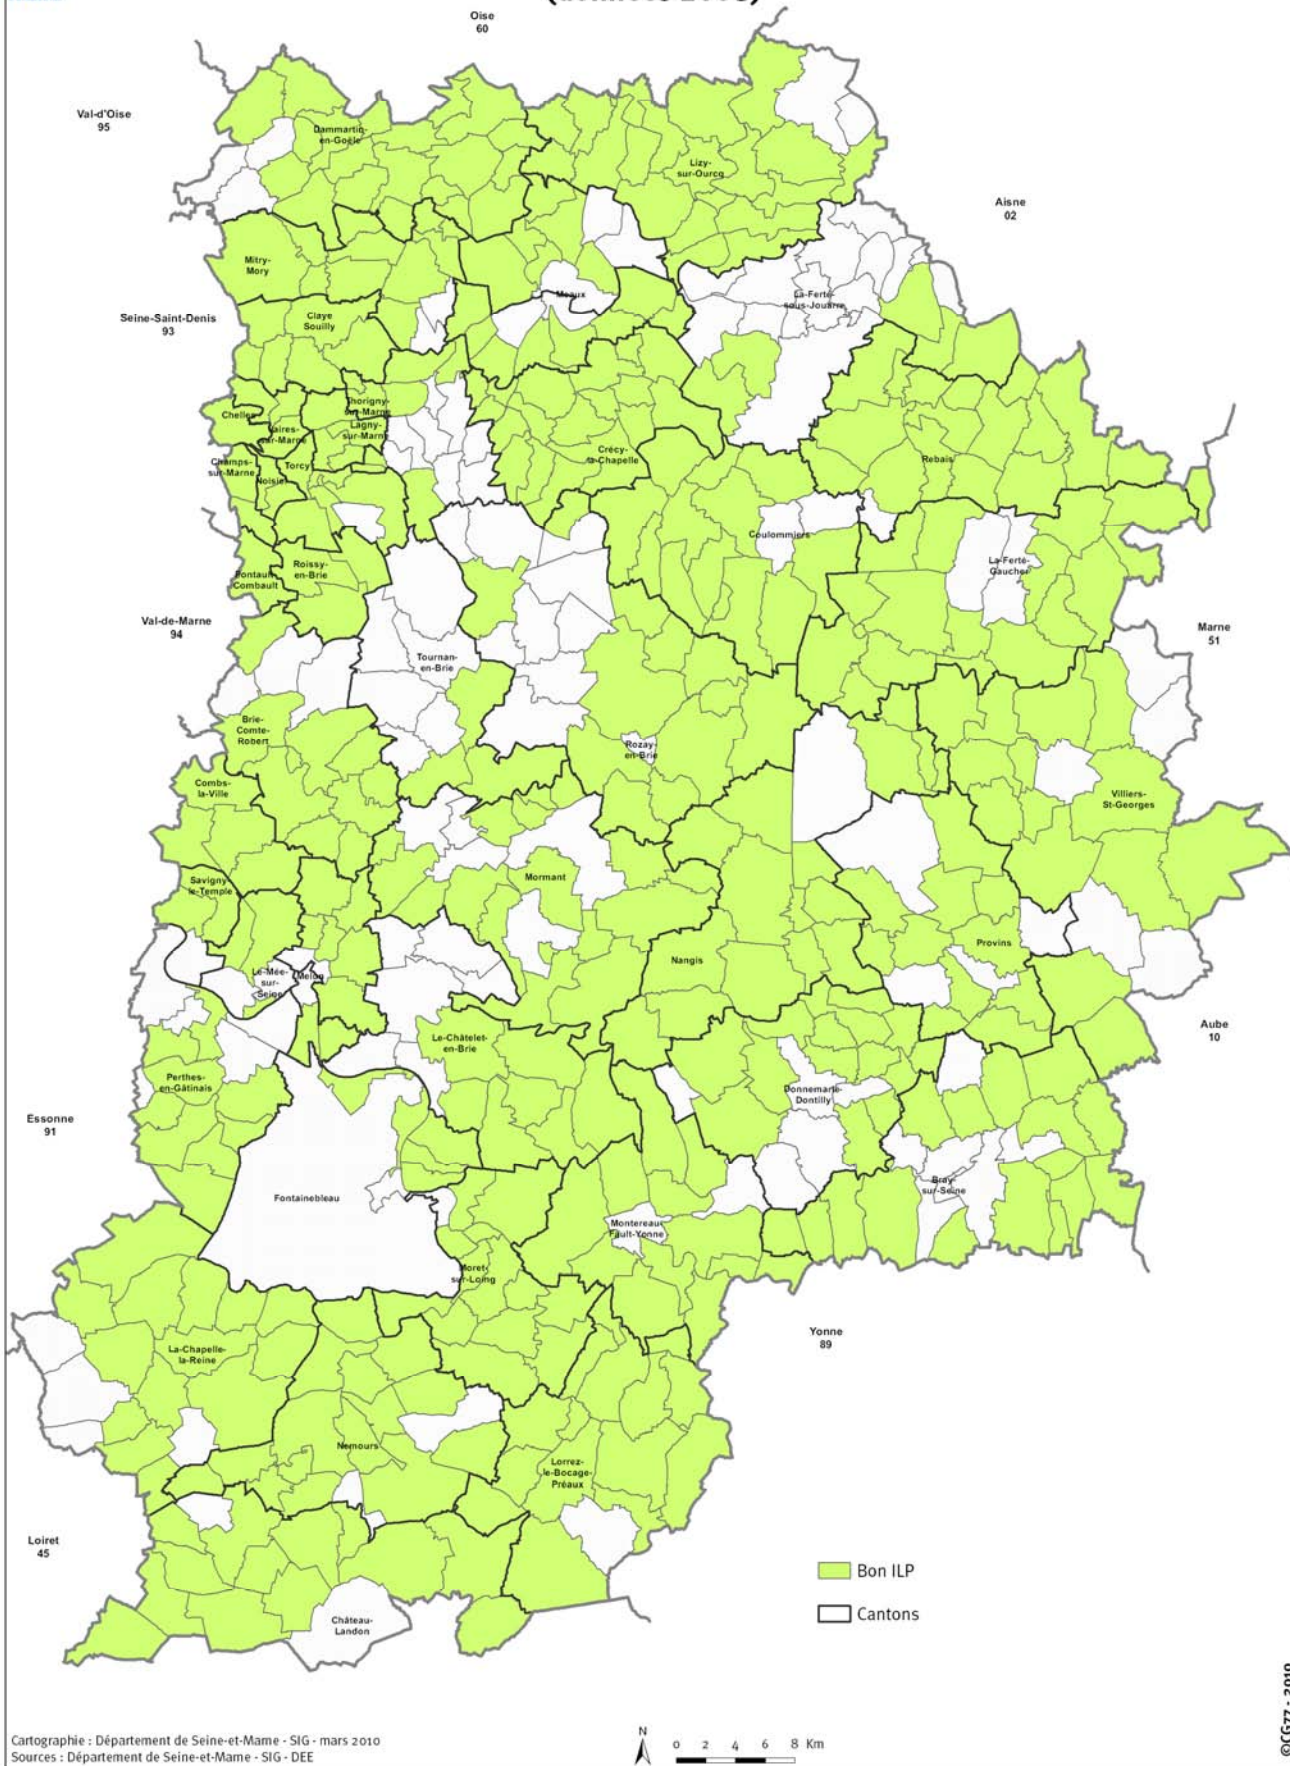 Oise
60
Val-d'Oise
95
Dammartin-
en-Goële
Lizy-
sur-Ourcq
Aisne
02
Mitry-
Mory
Meaux
La-Ferté-
sous-Jouarre
Seine-Saint-Denis
93
Claye
Souilly
Thorigny-
sur-Marne
Chelles
Vaires-
sur-Marne
Lagny-
sur-Marne
Crécy-
la-Chapelle
Rebais
Champs-
sur-Marne
Torcy
Noisiel
Coulommiers
La-Ferté-
Gaucher
Roissy-
en-Brie
Pontault
Combault
Val-de-Marne
94
Marne
51
Tournan-
en-Brie
Brie-
Comte-
Robert
Rozay-
en-Brie
Combs-
la-Ville
Villiers-
St-Georges
Savigny
le-Temple
Mormant
Provins
Nangis
Le-Mée-
sur-
Seine
Melun
Aube
10
Le-Châtelet-
en-Brie
Perthes-
en-Gâtinais
Donnemarie-
Dontilly
Essonne
91
Fontainebleau
Bray-
sur-Seine
Montereau-
Fault-Yonne
Moret-
sur-Loing
Yonne
89
La-Chapelle-
la-Reine
Nemours
Lorrez-
le-Bocage-
Préaux
Loiret
45
Bon ILP
Cantons
Château-
Landon
©CG77 - 2010
Cartographie : Département de Seine-et-Marne - SIG - mars 2010
Sources : Département de Seine-et-Marne - SIG - DEE
N
0 2 4 6 8 Km